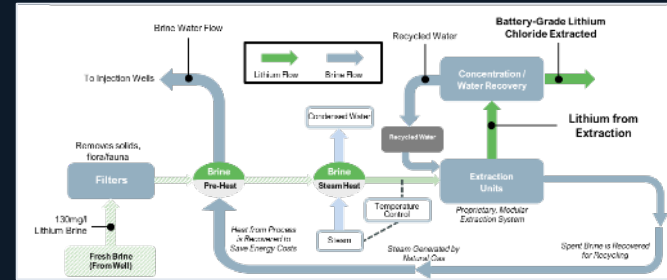 Brine Water Flow
Recycled Water
Battery-Grade Lithium
Chloride Extracted
Lithium Flow
Brine Flow
To Injection Wells
Concentration /
Water Recovery
Condensed Water
Lithium from
Extraction
Recycled Water
Removes solids,
flora/fauna
Filters
Brine
Pre-Heat
Brine
Steam Heat
Extraction
Units
Temperature
Control
Proprietary, Modular
Extraction System
130mg/l
Lithium Brine
Heat from Process
is Recovered to
Save Energy Costs
Steam
Fresh Brine
(From Well)
Steam Generated by
Natural Gas
Spent Brine is Recovered
for Recycling